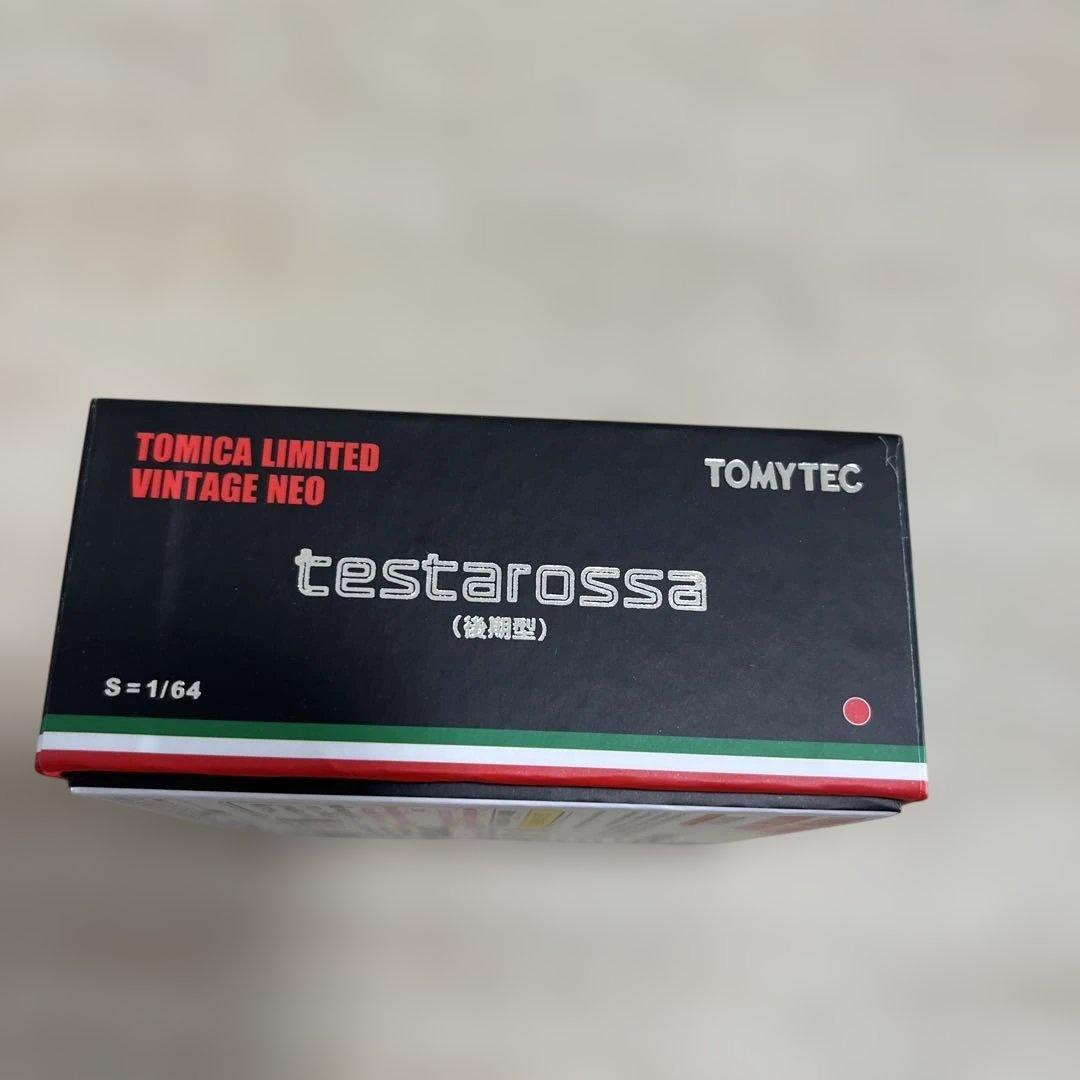 TOMICA LIMITED
VINTAGE NEO
TOMYTEC
testarossa
(後期型)
S=1/64